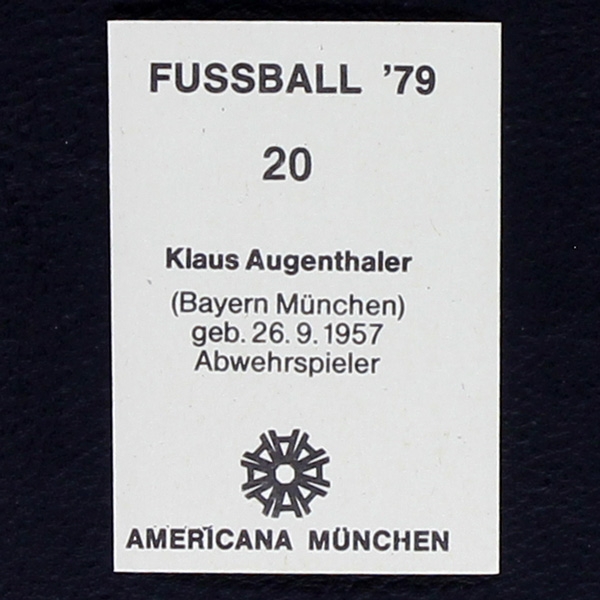 FUSSBALL ’79
20
Klaus Augenthaler
(Bayern München)
geb. 26. 9. 1957
Abwehrspieler
AMERICANA MÜNCHEN